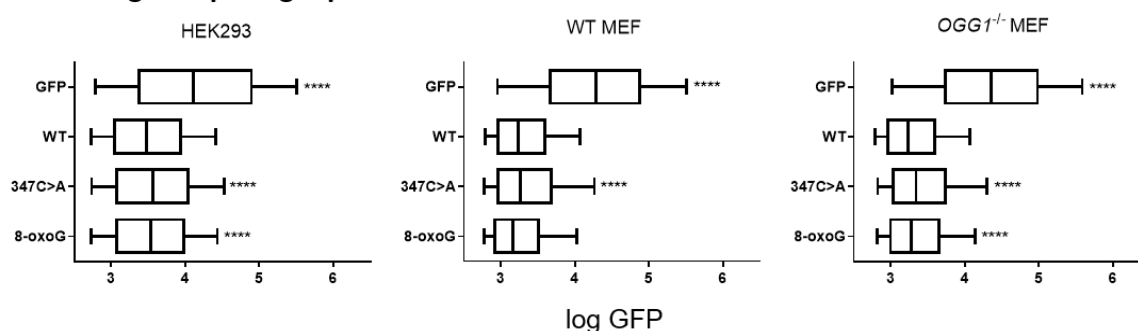 HEK293
GFP
WT
347C>A
8-oxoG
****
****
****
3 4 5 6
WT MEF
GFP
WT
347C>A
8-oxoG
****
****
3 4 5 6
OGG1-/- MEF
GFP
WT
347C>A
8-oxoG
****
****
****
3 4 5 6
log GFP